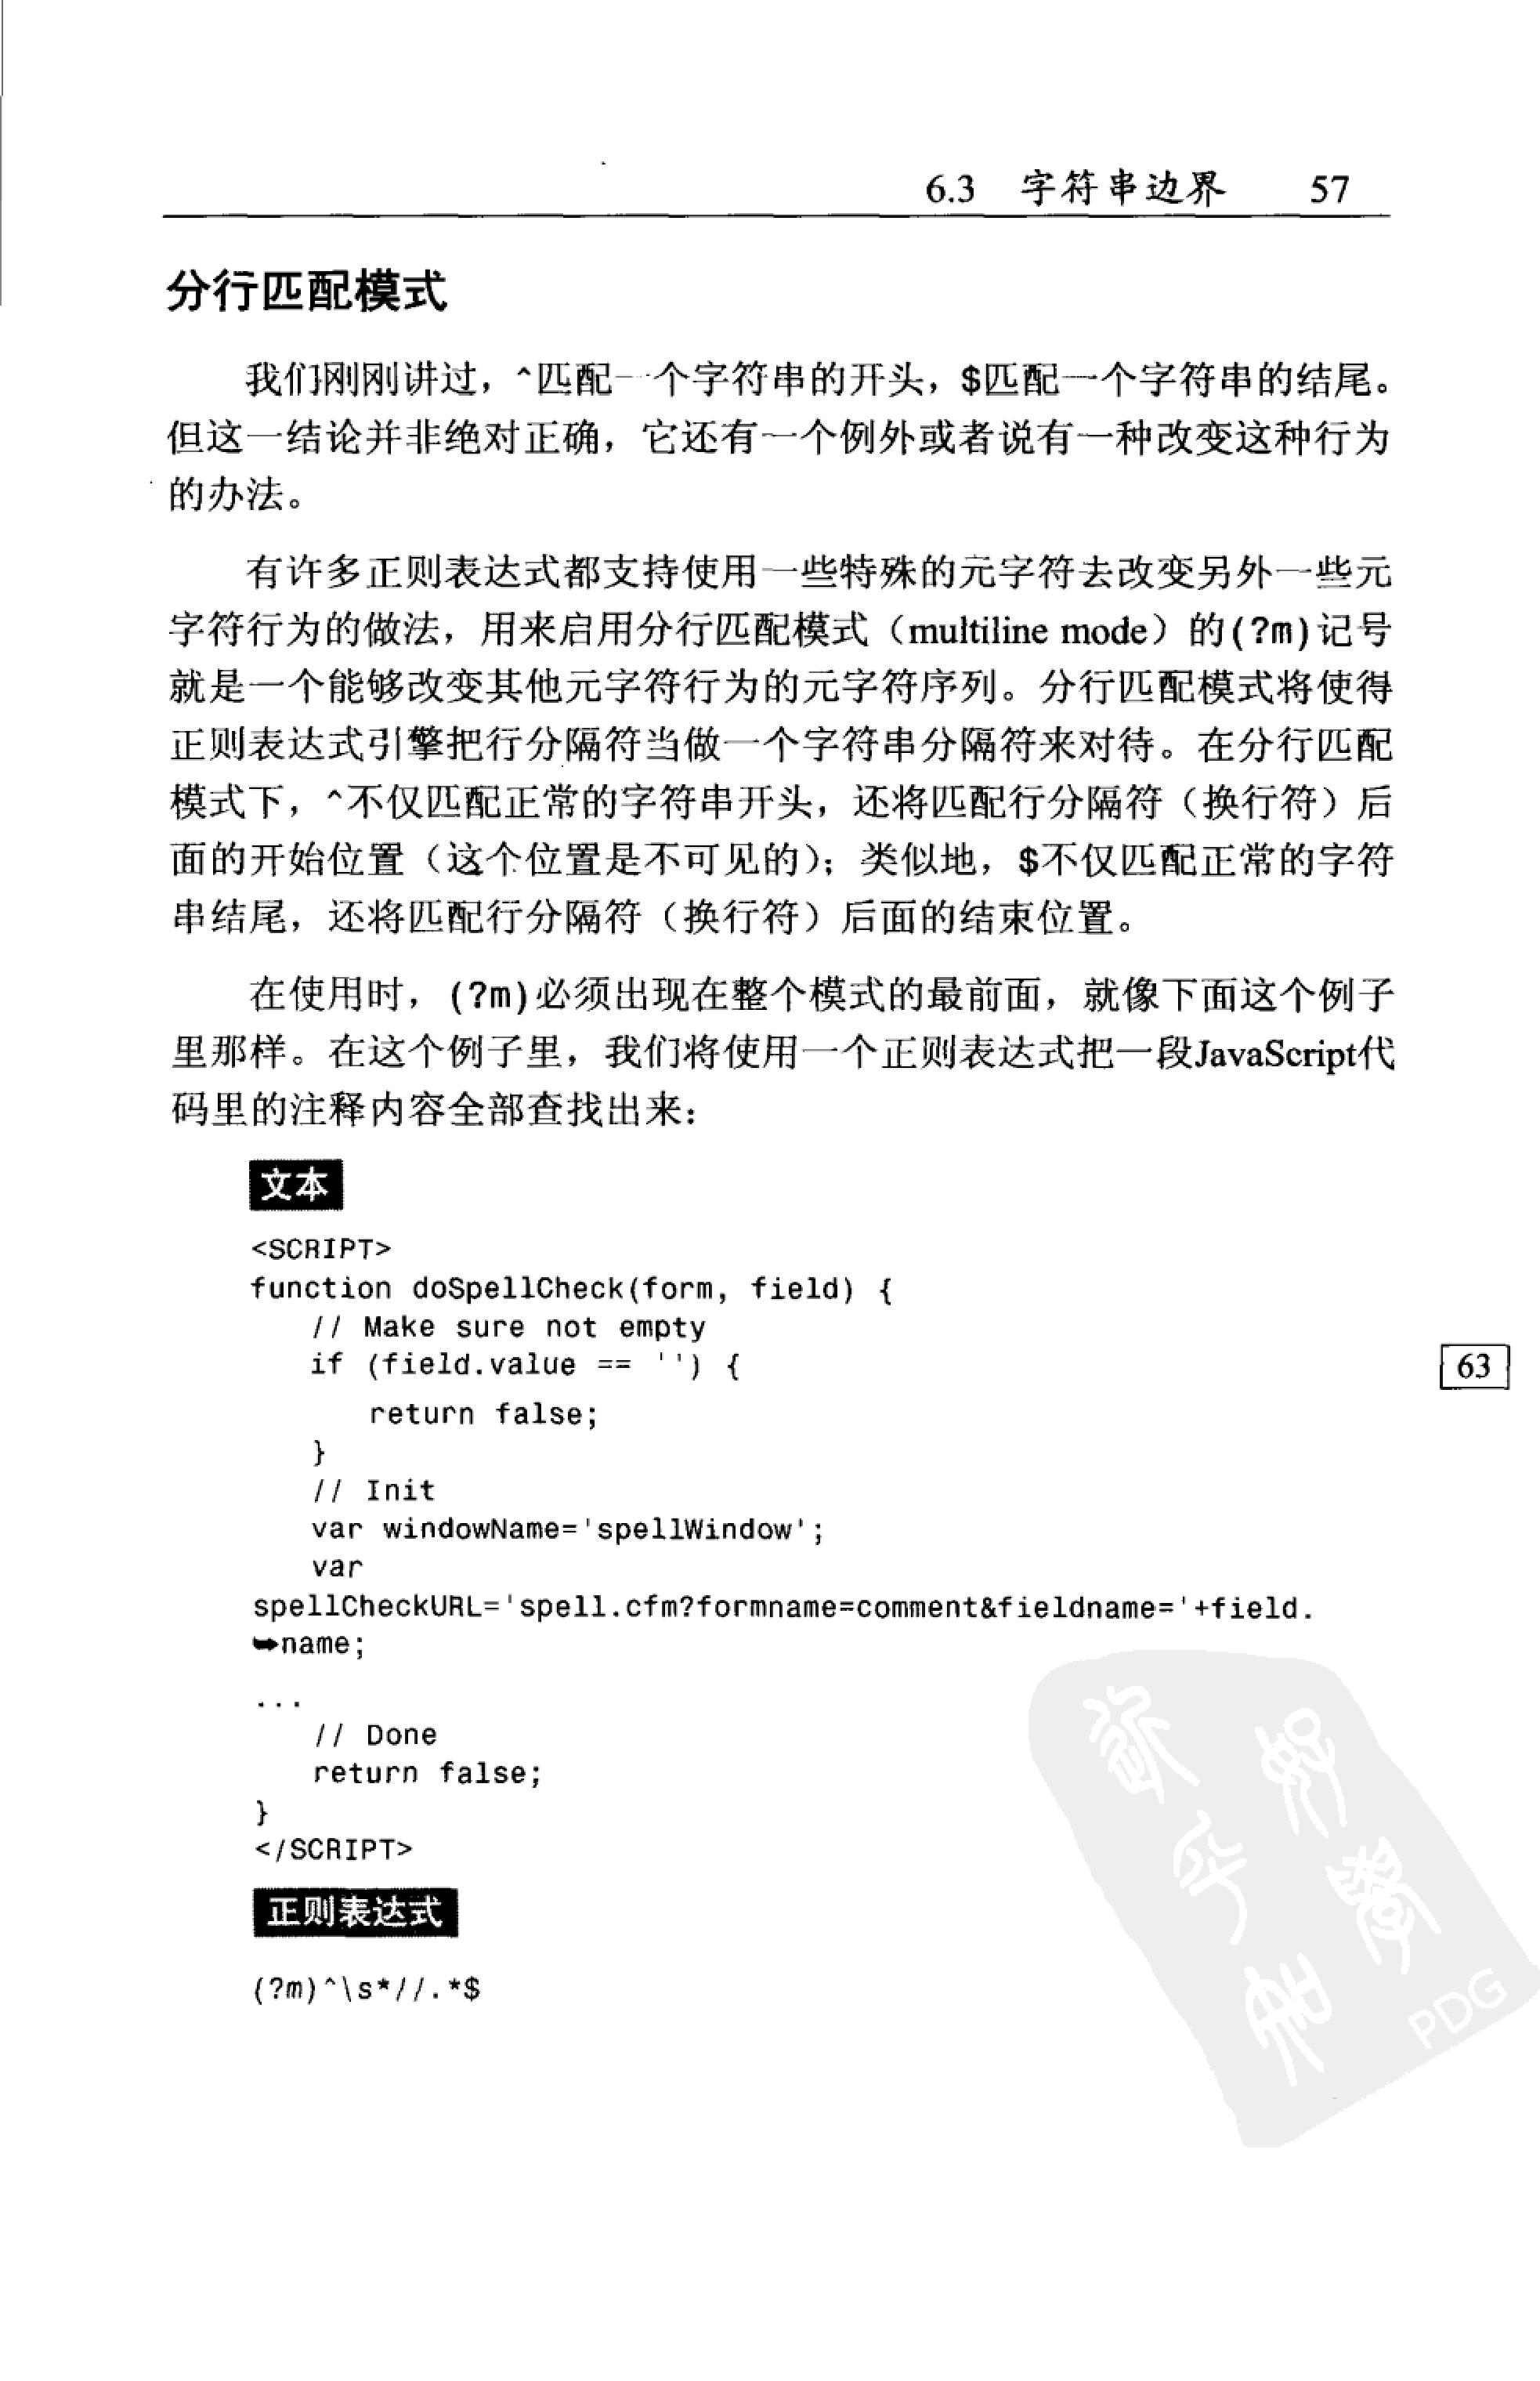 6.3 字符串边界 57
分行匹配模式
我们刚刚讲过，^匹配一个字符串的开头，$匹配一个字符串的结尾。
但这一结论并非绝对正确，它还有一个例外或者说有一种改变这种行为
的办法。
有许多正则表达式都支持使用一些特殊的元字符去改变另外一些元
字符行为的做法，用来启用分行匹配模式（multiline mode）的(?m)记号
就是一个能够改变其他元字符行为的元字符序列。分行匹配模式将使得
正则表达式引擎把行分隔符当做一个字符串分隔符来对待。在分行匹配
模式下，^不仅匹配正常的字符串开头，还将匹配行分隔符（换行符）后
面的开始位置（这个位置是不可见的）；类似地，$不仅匹配正常的字符
串结尾，还将匹配行分隔符（换行符）后面的结束位置。
在使用时，(?m)必须出现在整个模式的最前面，就像下面这个例子
里那样。在这个例子里，我们将使用一个正则表达式把一段JavaScript代
码里的注释内容全部查找出来：
文本
<SCRIPT>
function doSpellCheck(form, field) {
// Make sure not empty
if (field.value == '') {
63
return false;
}
// Init
var windowName='spellWindow';
var
spellCheckURL='spell.cfm?formname=comment&fieldname='+field.
➥name;
...
// Done
return false;
}
</SCRIPT>
正则表达式
(?m)^\s*//.*$
PDG